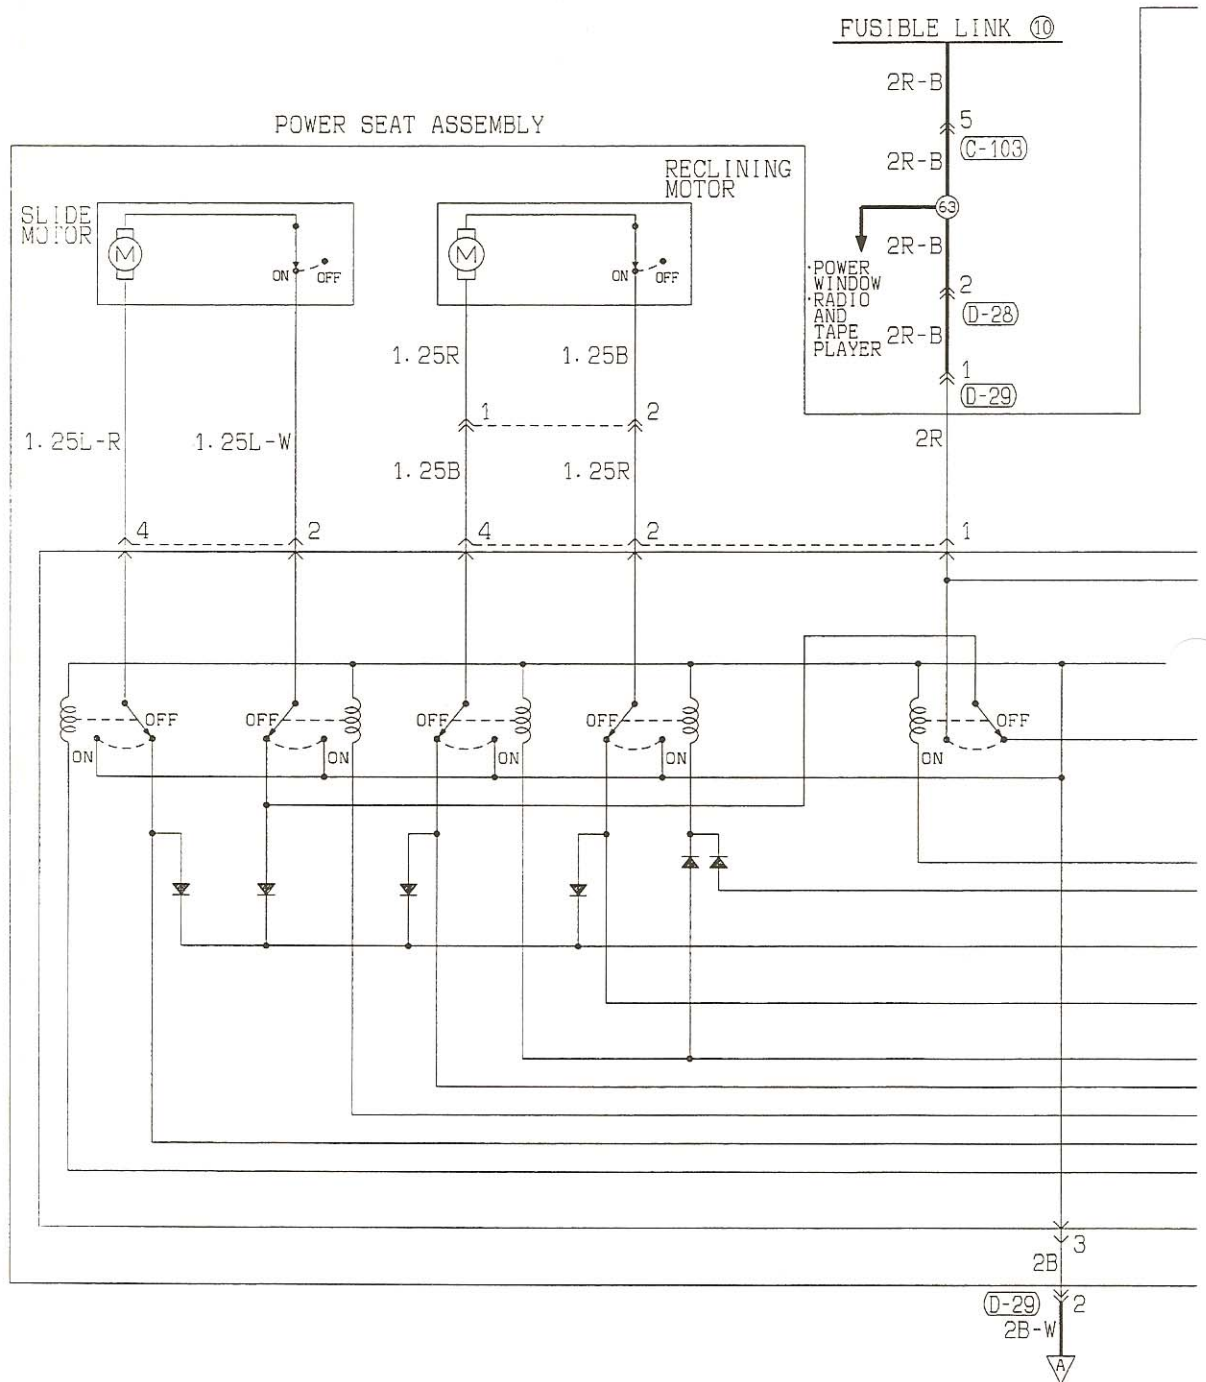 FUSIBLE LINK 10
2R-B
5
POWER SEAT ASSEMBLY
C-103
2R-B
RECLINING
MOTOR
63
SLIDE
MOTOR
2R-B
M
M
ON
OFF
ON
OFF
·POWER
WINDOW
·RADIO
AND
TAPE
PLAYER
2
D-28
2R-B
1.25R
1.25B
1
D-29
1
2
1.25L-R
1.25L-W
2R
1.25B
1.25R
4
2
4
2
1
OFF
OFF
OFF
OFF
OFF
ON
ON
ON
ON
ON
3
2B
D-29
2
2B-W
A